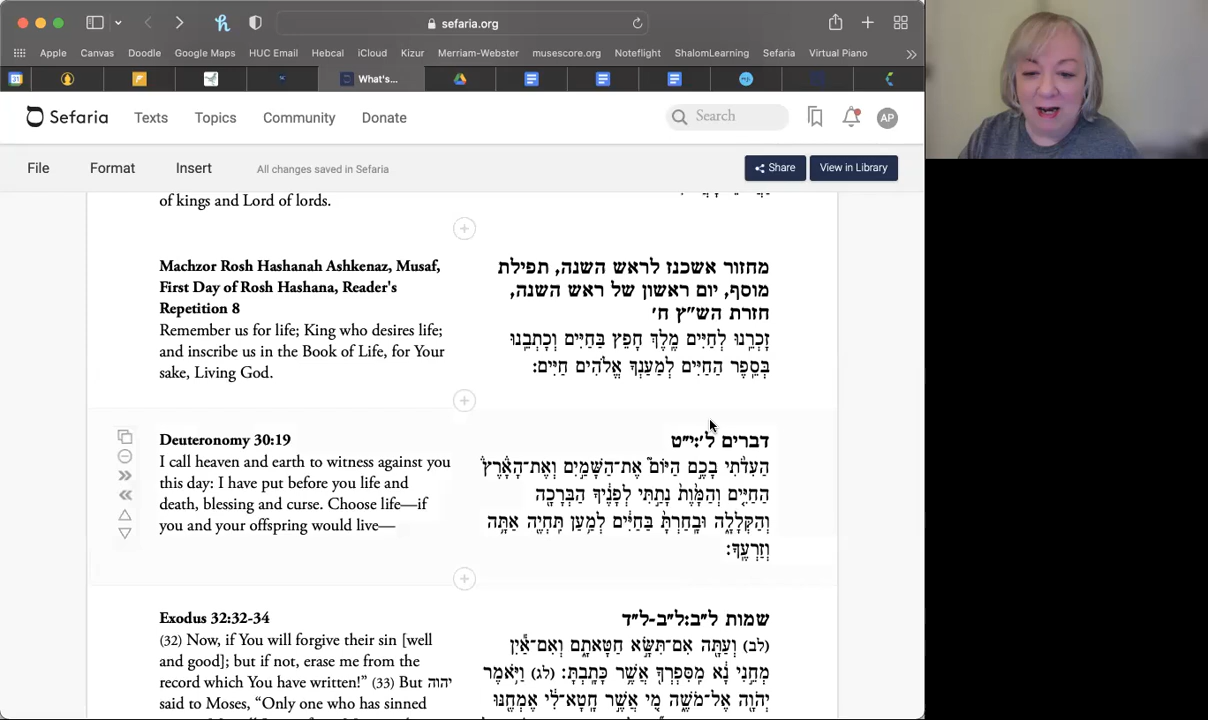 sefaria.org
Apple Canvas Doodle Google Maps HUC Email Hebcal iCloud Kizur Merriam-Webster musescore.org Noteflight ShalomLearning Sefaria Virtual Piano
What's...
Sefaria Texts Topics Community Donate Search AP
File Format Insert All changes saved in Sefaria Share View in Library
of kings and Lord of lords.
Machzor Rosh Hashanah Ashkenaz, Musaf,
First Day of Rosh Hashana, Reader's
Repetition 8
Remember us for life; King who desires life;
and inscribe us in the Book of Life, for Your
sake, Living God.
מחזור אשכנז לראש השנה, תפילת
מוסף, יום ראשון של ראש השנה,
חזרת הש״ץ ח׳
זׇכְרֵֽנוּ לְחַיִּים מֶֽלֶךְ חָפֵץ בַּחַיִּים וְכׇתְבֵֽנוּ
בְּסֵֽפֶר הַחַיִּים לְמַעַנְךָ אֱלֹהִים חַיִּים:
Deuteronomy 30:19
I call heaven and earth to witness against you
this day: I have put before you life and
death, blessing and curse. Choose life—if
you and your offspring would live—
דברים ל׳:י״ט
הַעִדֹ֨תִי בָכֶ֣ם הַיּוֹם֮ אֶת־הַשָּׁמַ֣יִם וְאֶת־הָאָ֒רֶץ֒
הַחַיִּ֤ים וְהַמָּ֙וֶת֙ נָתַ֣תִּי לְפָנֶ֔יךָ הַבְּרָכָ֖ה
וְהַקְּלָלָ֑ה וּבָֽחַרְתָּ֙ בַּחַיִּ֔ים לְמַ֥עַן תִּֽחְיֶ֖ה אַתָּ֥ה
וְזַרְעֶֽךָ׃
Exodus 32:32-34
(32) Now, if You will forgive their sin [well
and good]; but if not, erase me from the
record which You have written!” (33) But יהוה
said to Moses, “Only one who has sinned
שמות ל״ב:ל״ב-ל״ד
(לב) וְעַתָּ֖ה אִם־תִּשָּׂ֣א חַטָּאתָ֑ם וְאִם־אַ֕יִן
מְחֵ֣נִי נָ֔א מִֽסִּפְרְךָ֖ אֲשֶׁ֥ר כָּתָֽבְתָּ׃ (לג) וַיֹּ֥אמֶר
יְהֹוָ֖ה אֶל־מֹשֶׁ֑ה מִ֚י אֲשֶׁ֣ר חָֽטָא־לִ֔י אֶמְחֶ֖נּוּ